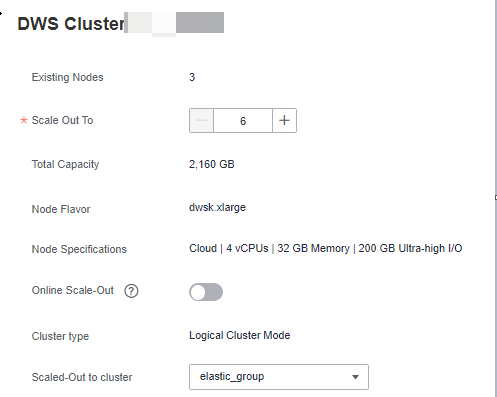 DWS Cluster
Existing Nodes 3
* Scale Out To — 6 +
Total Capacity 2,160 GB
Node Flavor dwsk.xlarge
Node Specifications Cloud | 4 vCPUs | 32 GB Memory | 200 GB Ultra-high I/O
Online Scale-Out ?
Cluster type Logical Cluster Mode
Scaled-Out to cluster elastic_group